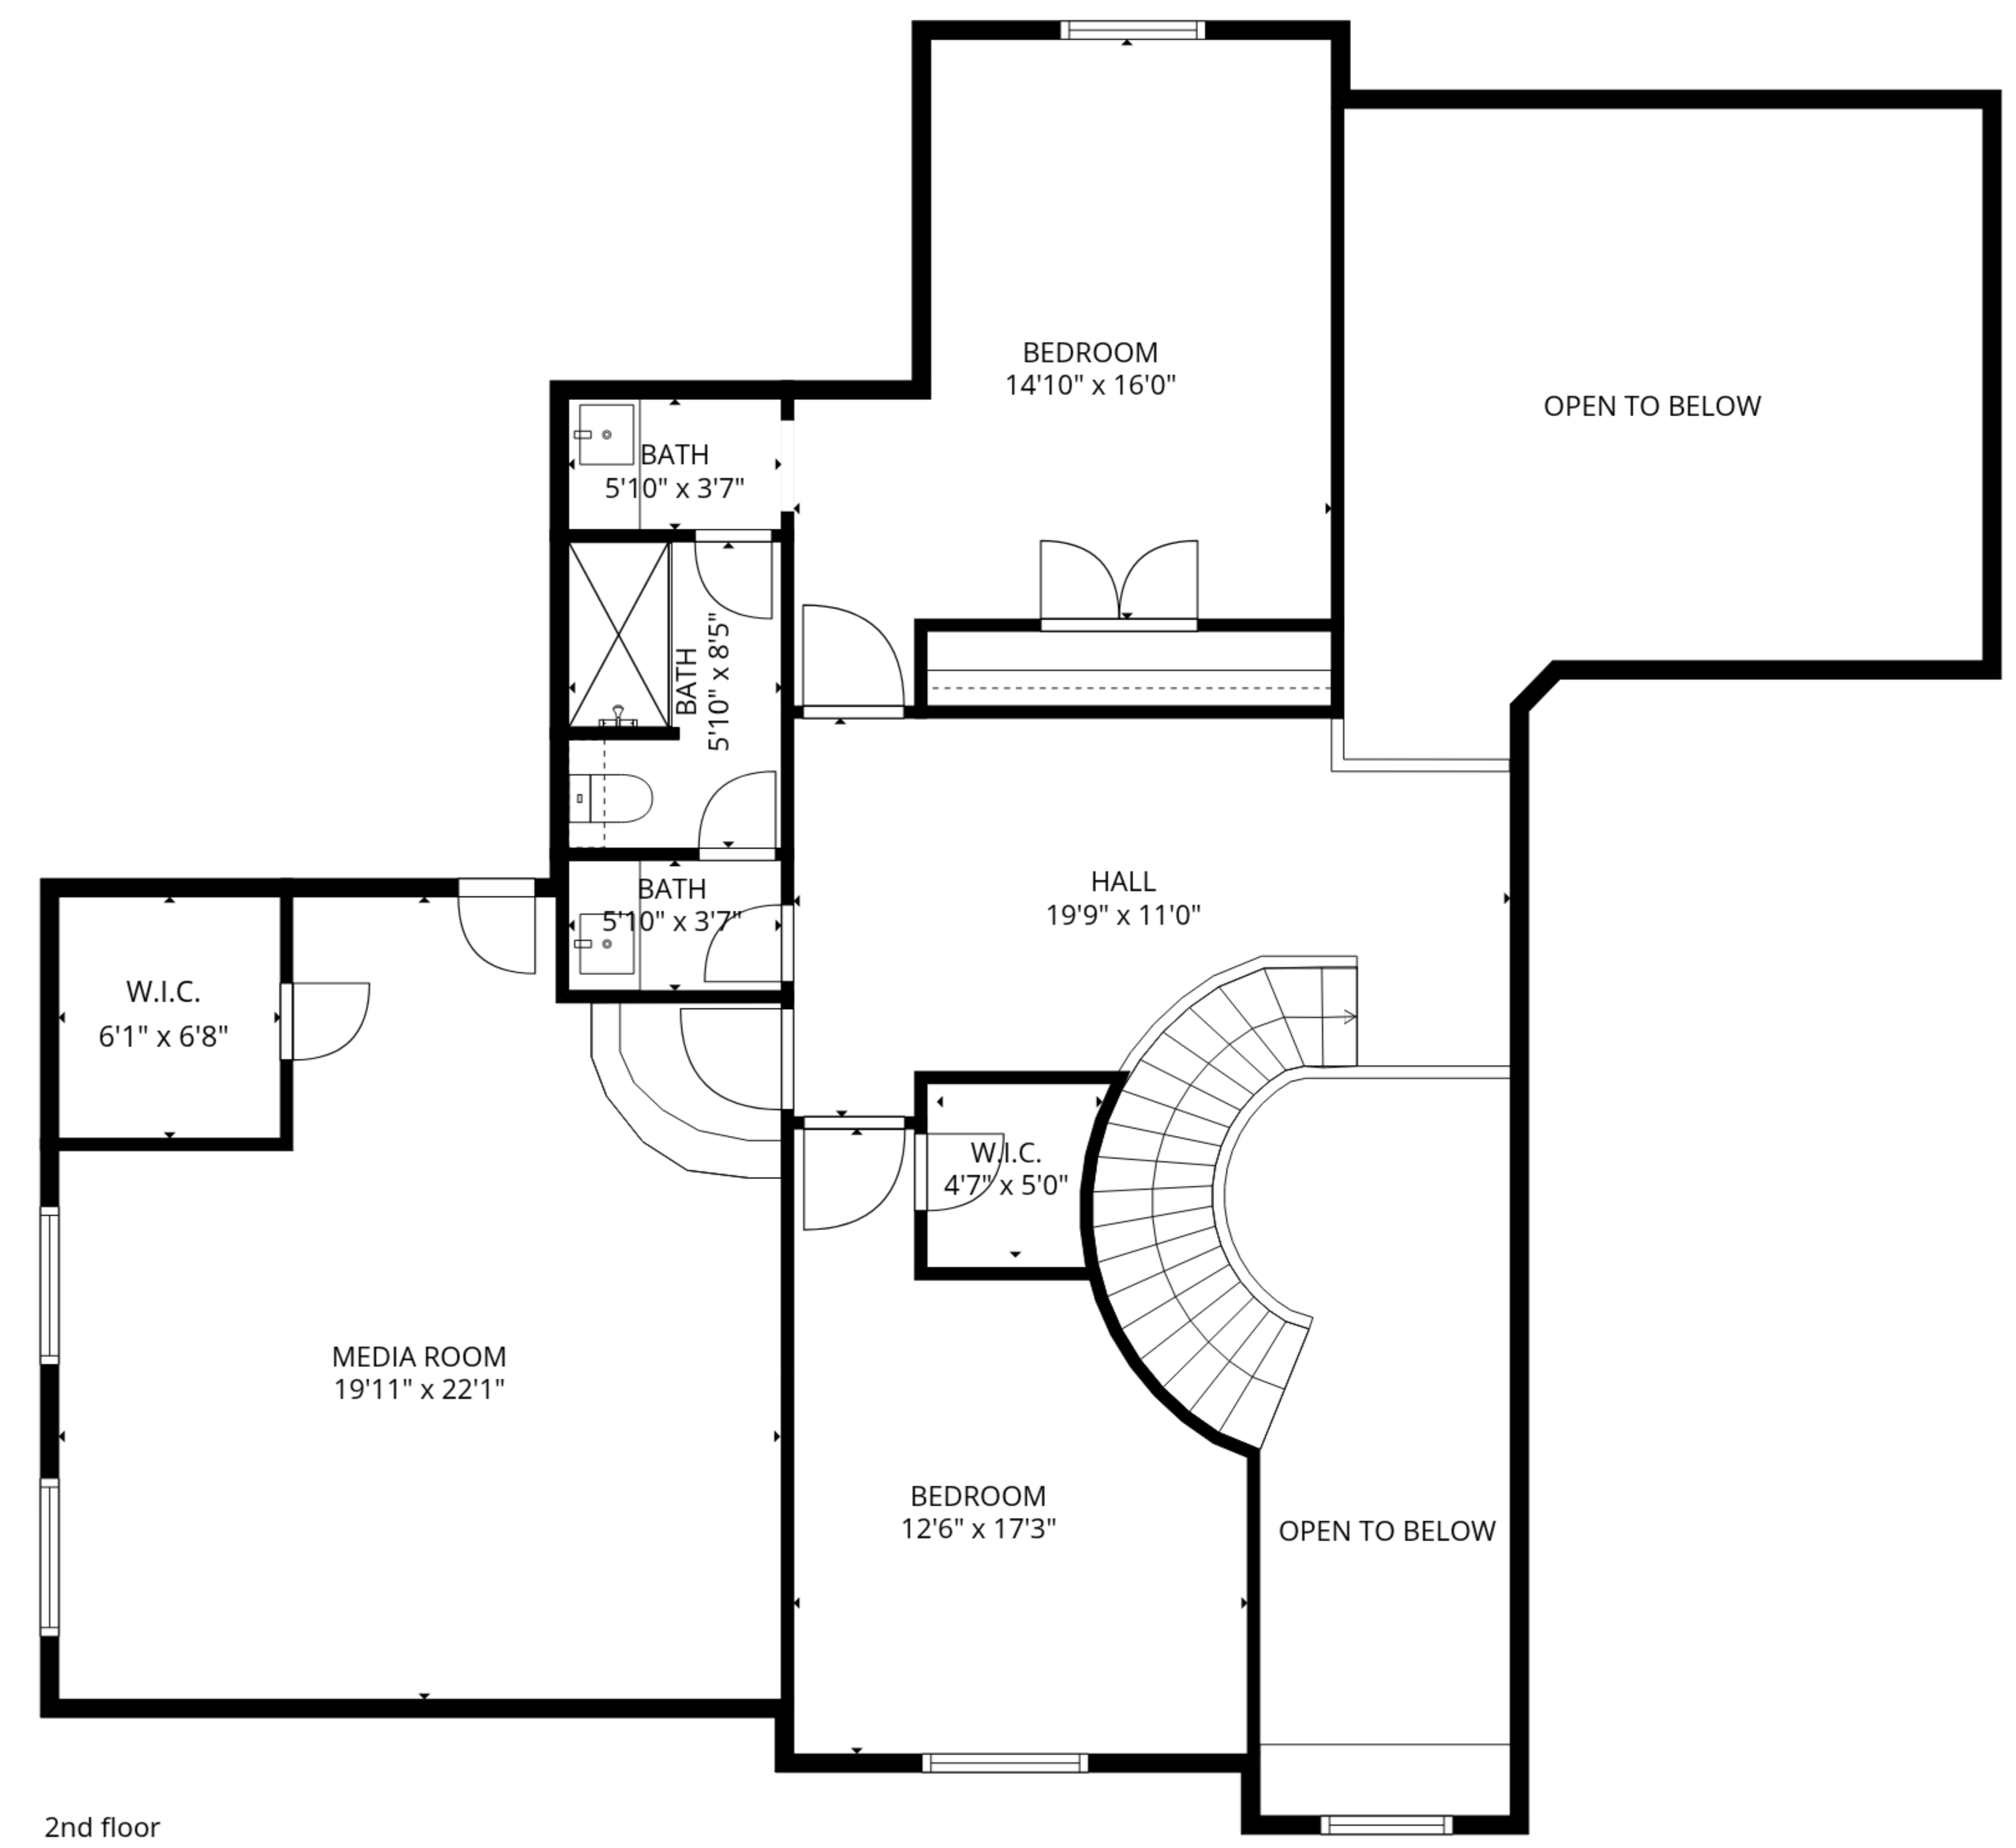 BEDROOM
14'10" x 16'0"
OPEN TO BELOW
BATH
5'10" x 3'7"
BATH
5'10" x 8'5"
BATH
5'10" x 3'7"
HALL
19'9" x 11'0"
W.I.C.
6'1" x 6'8"
W.I.C.
4'7" x 5'0"
MEDIA ROOM
19'11" x 22'1"
BEDROOM
12'6" x 17'3"
OPEN TO BELOW
2nd floor